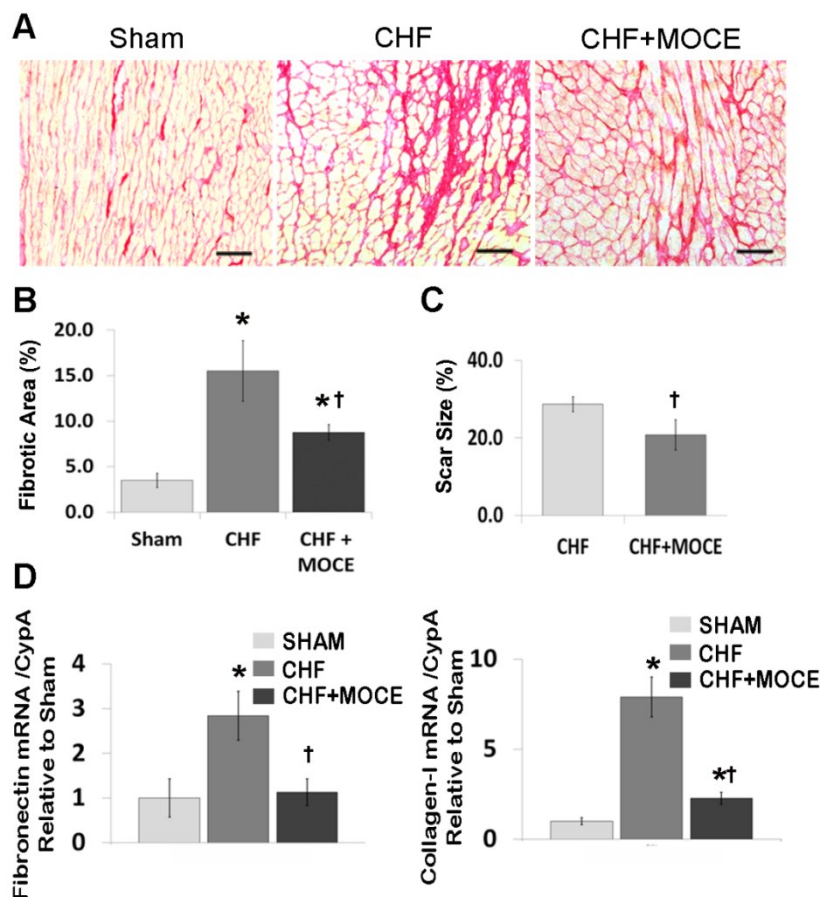 A
Sham
CHF
CHF+MOCE
B
Fibrotic Area (%)
20.0
15.0
10.0
5.0
0.0
*
*†
Sham
CHF
CHF +
MOCE
C
Scar Size (%)
40.0
20.0
0.0
†
CHF
CHF+MOCE
D
Fibronectin mRNA /CypA
Relative to Sham
4
3
2
1
0
*
†
SHAM
CHF
CHF+MOCE
Collagen-I mRNA /CypA
Relative to Sham
10
5
0
*
*†
SHAM
CHF
CHF+MOCE